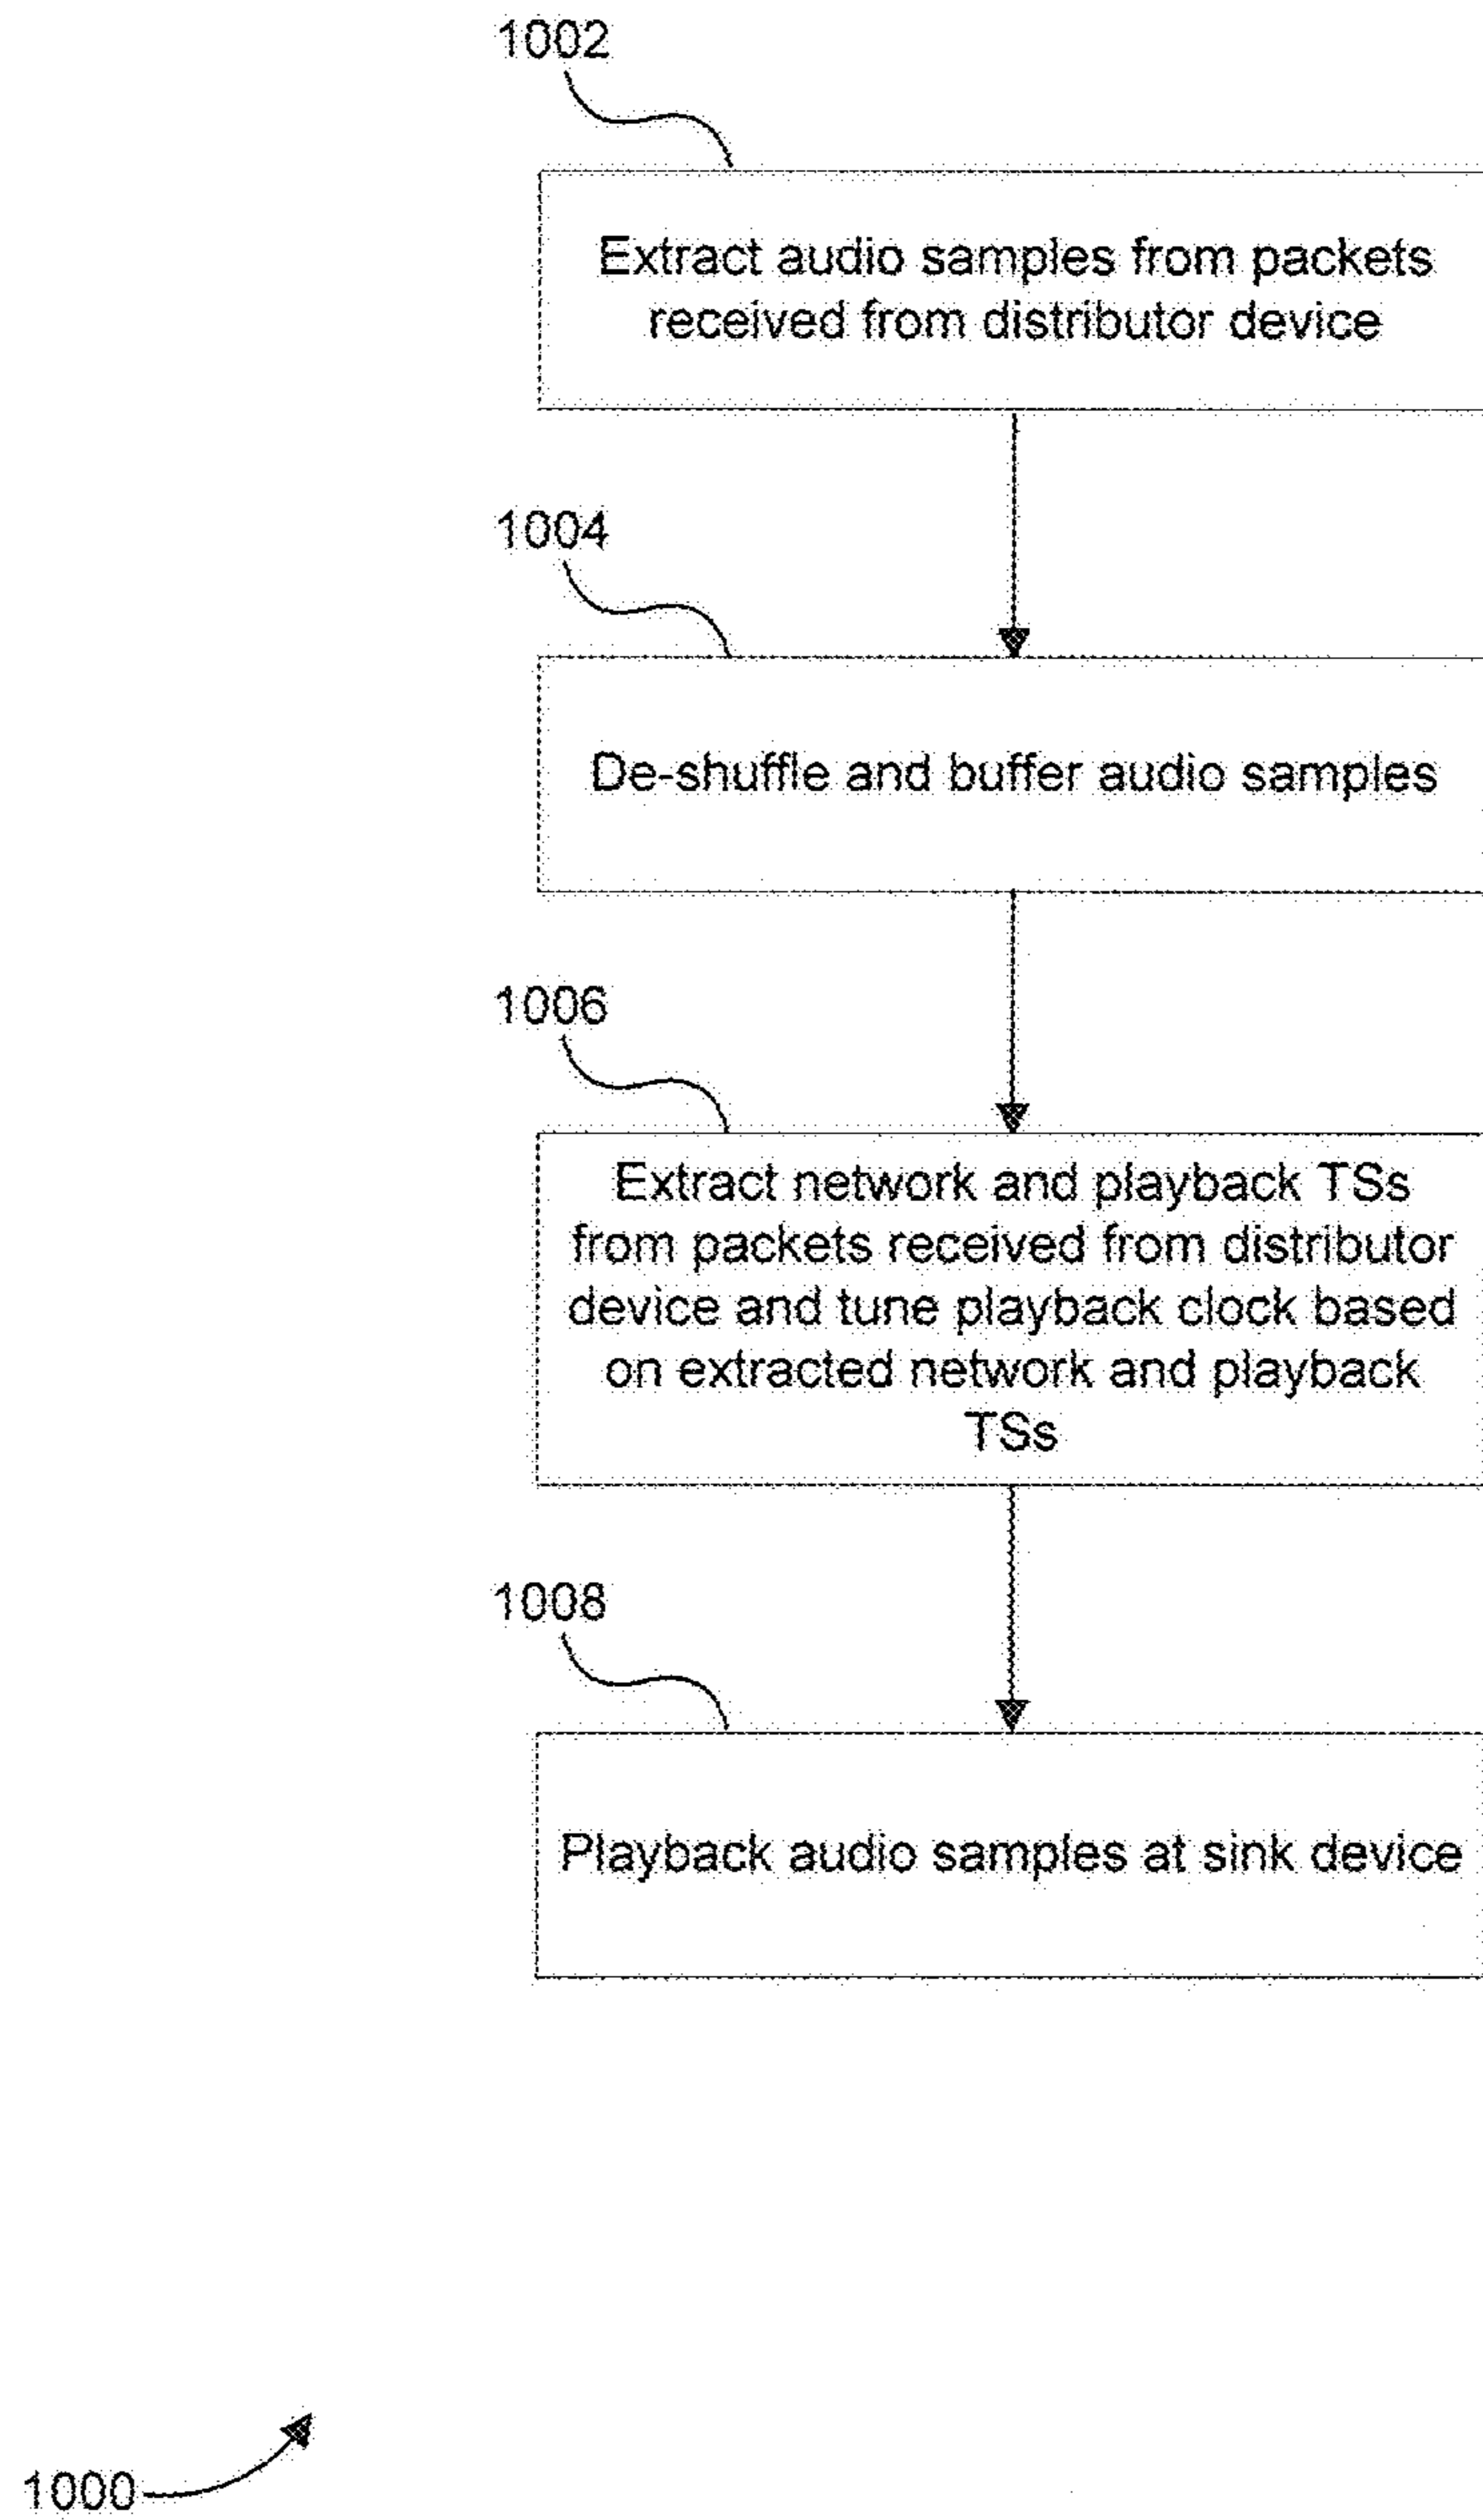 1002
Extract audio samples from packets
received from distributor device
1004
De-shuffle and buffer audio samples
1006
Extract network and playback TSs
from packets received from distributor
device and tune playback clock based
on extracted network and playback
TSs
1008
Playback audio samples at sink device
1000